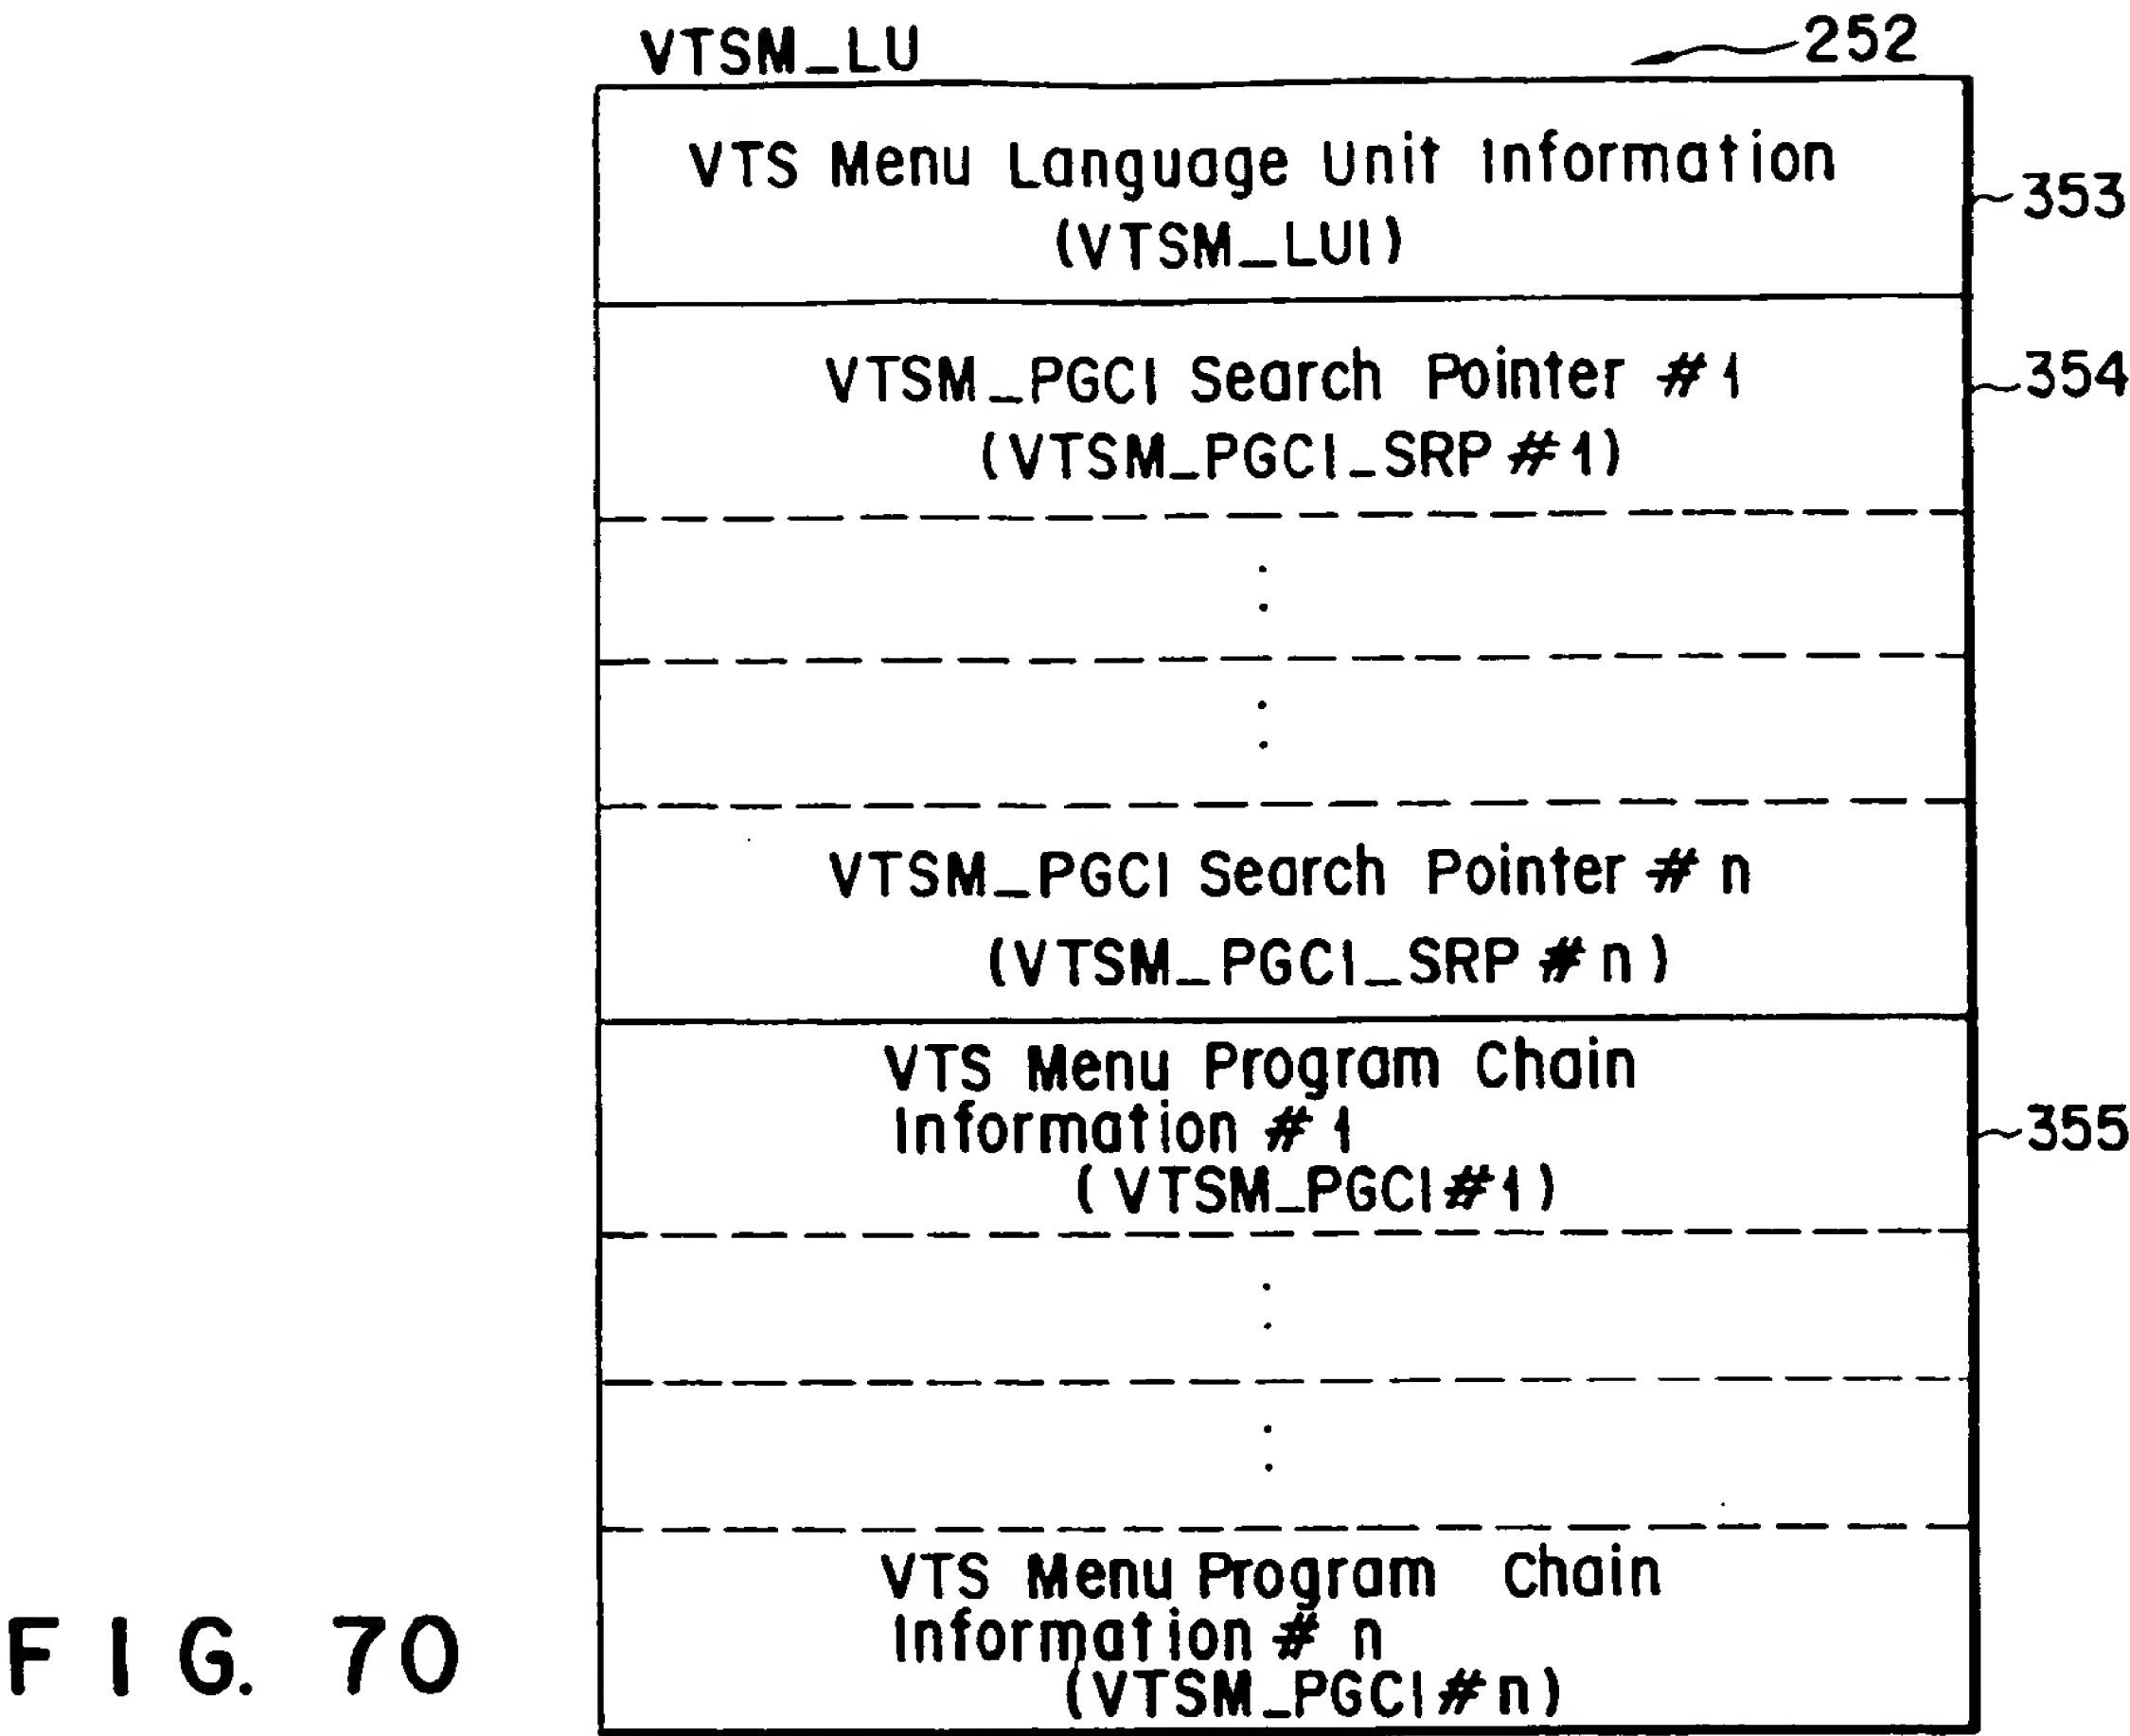 VTSM_LU
252
VTS Menu Language Unit Information
(VTSM_LUI)
353
VTSM_PGCI Search Pointer #1
(VTSM_PGCI_SRP#1)
354
VTSM_PGCI Search Pointer # n
(VTSM_PGCI_SRP # n)
VTS Menu Program Chain
Information #1
(VTSM_PGCI#1)
355
VTS Menu Program Chain
Information # n
(VTSM_PGCI#n)
FIG. 70